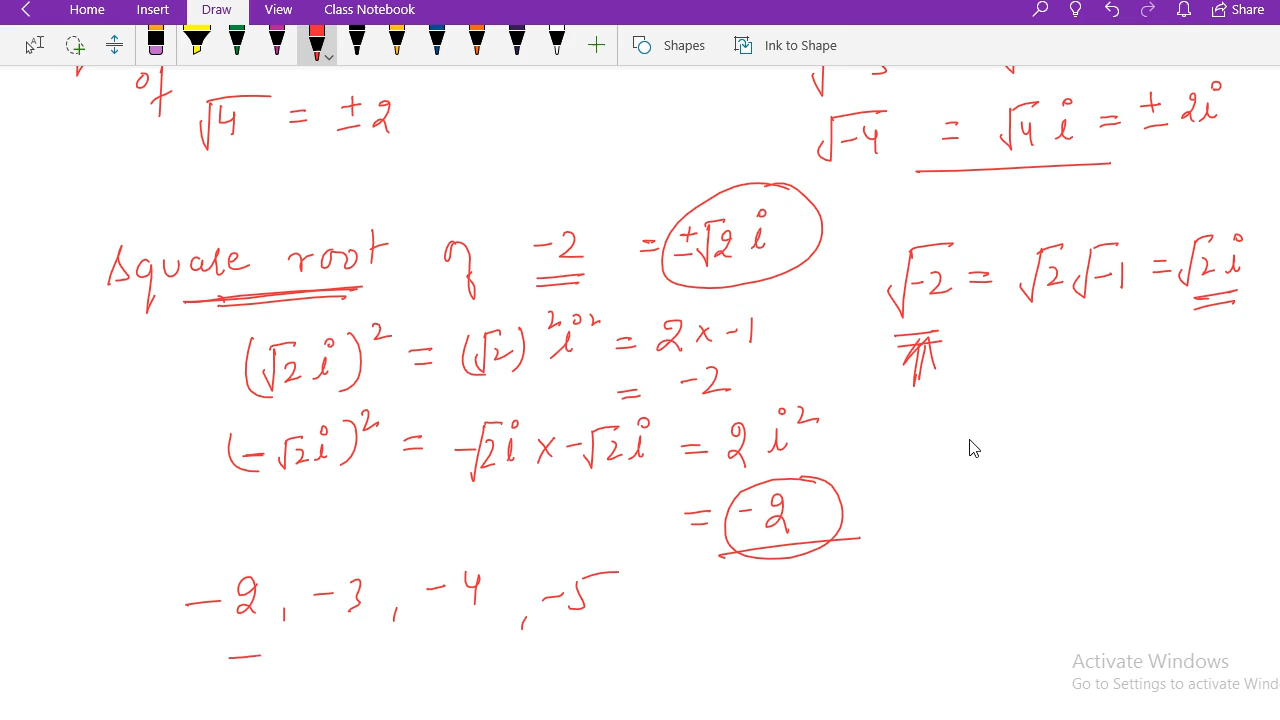 Home Insert Draw View Class Notebook Share
Shapes Ink to Shape
of
√4 = ±2
√-4 = √4 i = ± 2i
square root of -2 = ±√2 i
√-2 = √2 √-1 = √2 i
(√2 i)² = (√2)² i² = 2 × -1
= -2
(-√2 i)² = -√2 i × -√2 i = 2 i²
= -2
-2, -3, -4, -5
Activate Windows
Go to Settings to activate Wind